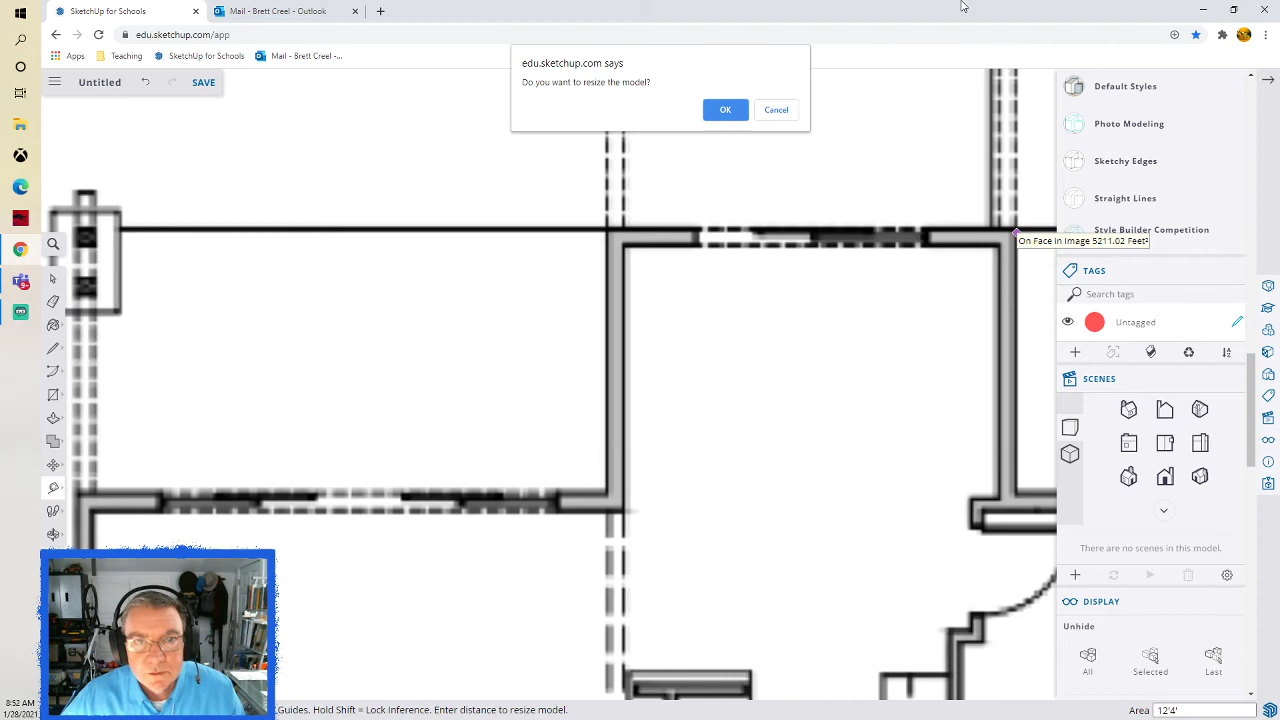 SketchUp for Schools
Mail - Brett Creel - Outlook
edu.sketchup.com/app
Apps
Teaching
SketchUp for Schools
Mail - Brett Creel -...
Untitled
SAVE
edu.sketchup.com says
Do you want to resize the model?
OK
Cancel
Default Styles
Photo Modeling
Sketchy Edges
Straight Lines
Style Builder Competition
On Face in Image 5211.02 Feet²
TAGS
Search tags
Untagged
SCENES
There are no scenes in this model.
DISPLAY
Unhide
All
Selected
Last
8:52 AM
Guides. Hold Shift = Lock Inference. Enter distance to resize model.
Area
12'4'